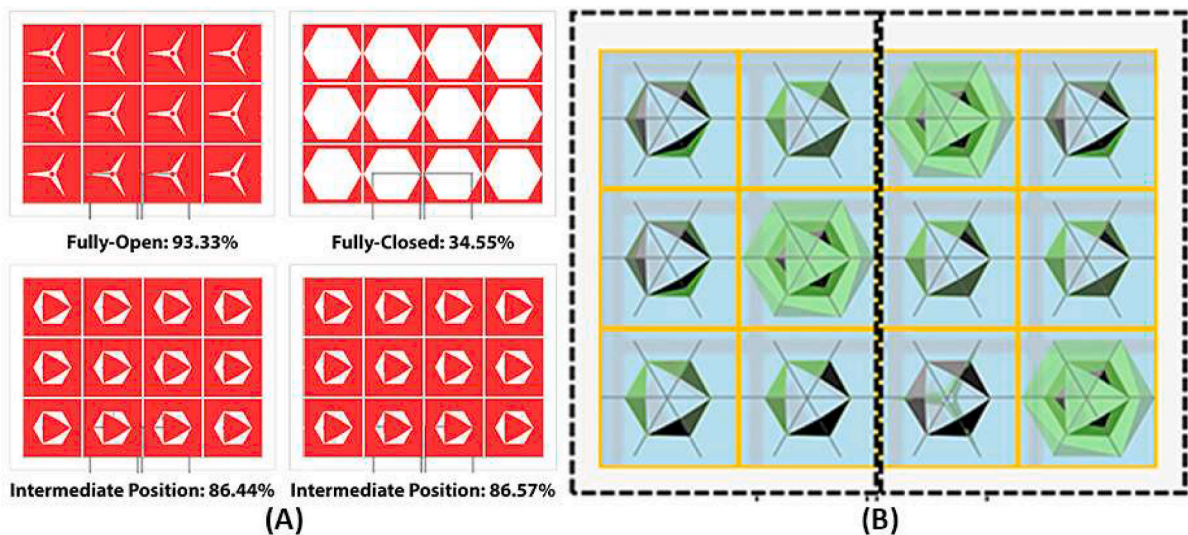 Fully-Open: 93.33%
Fully-Closed: 34.55%
Intermediate Position: 86.44%
Intermediate Position: 86.57%
(A)
(B)